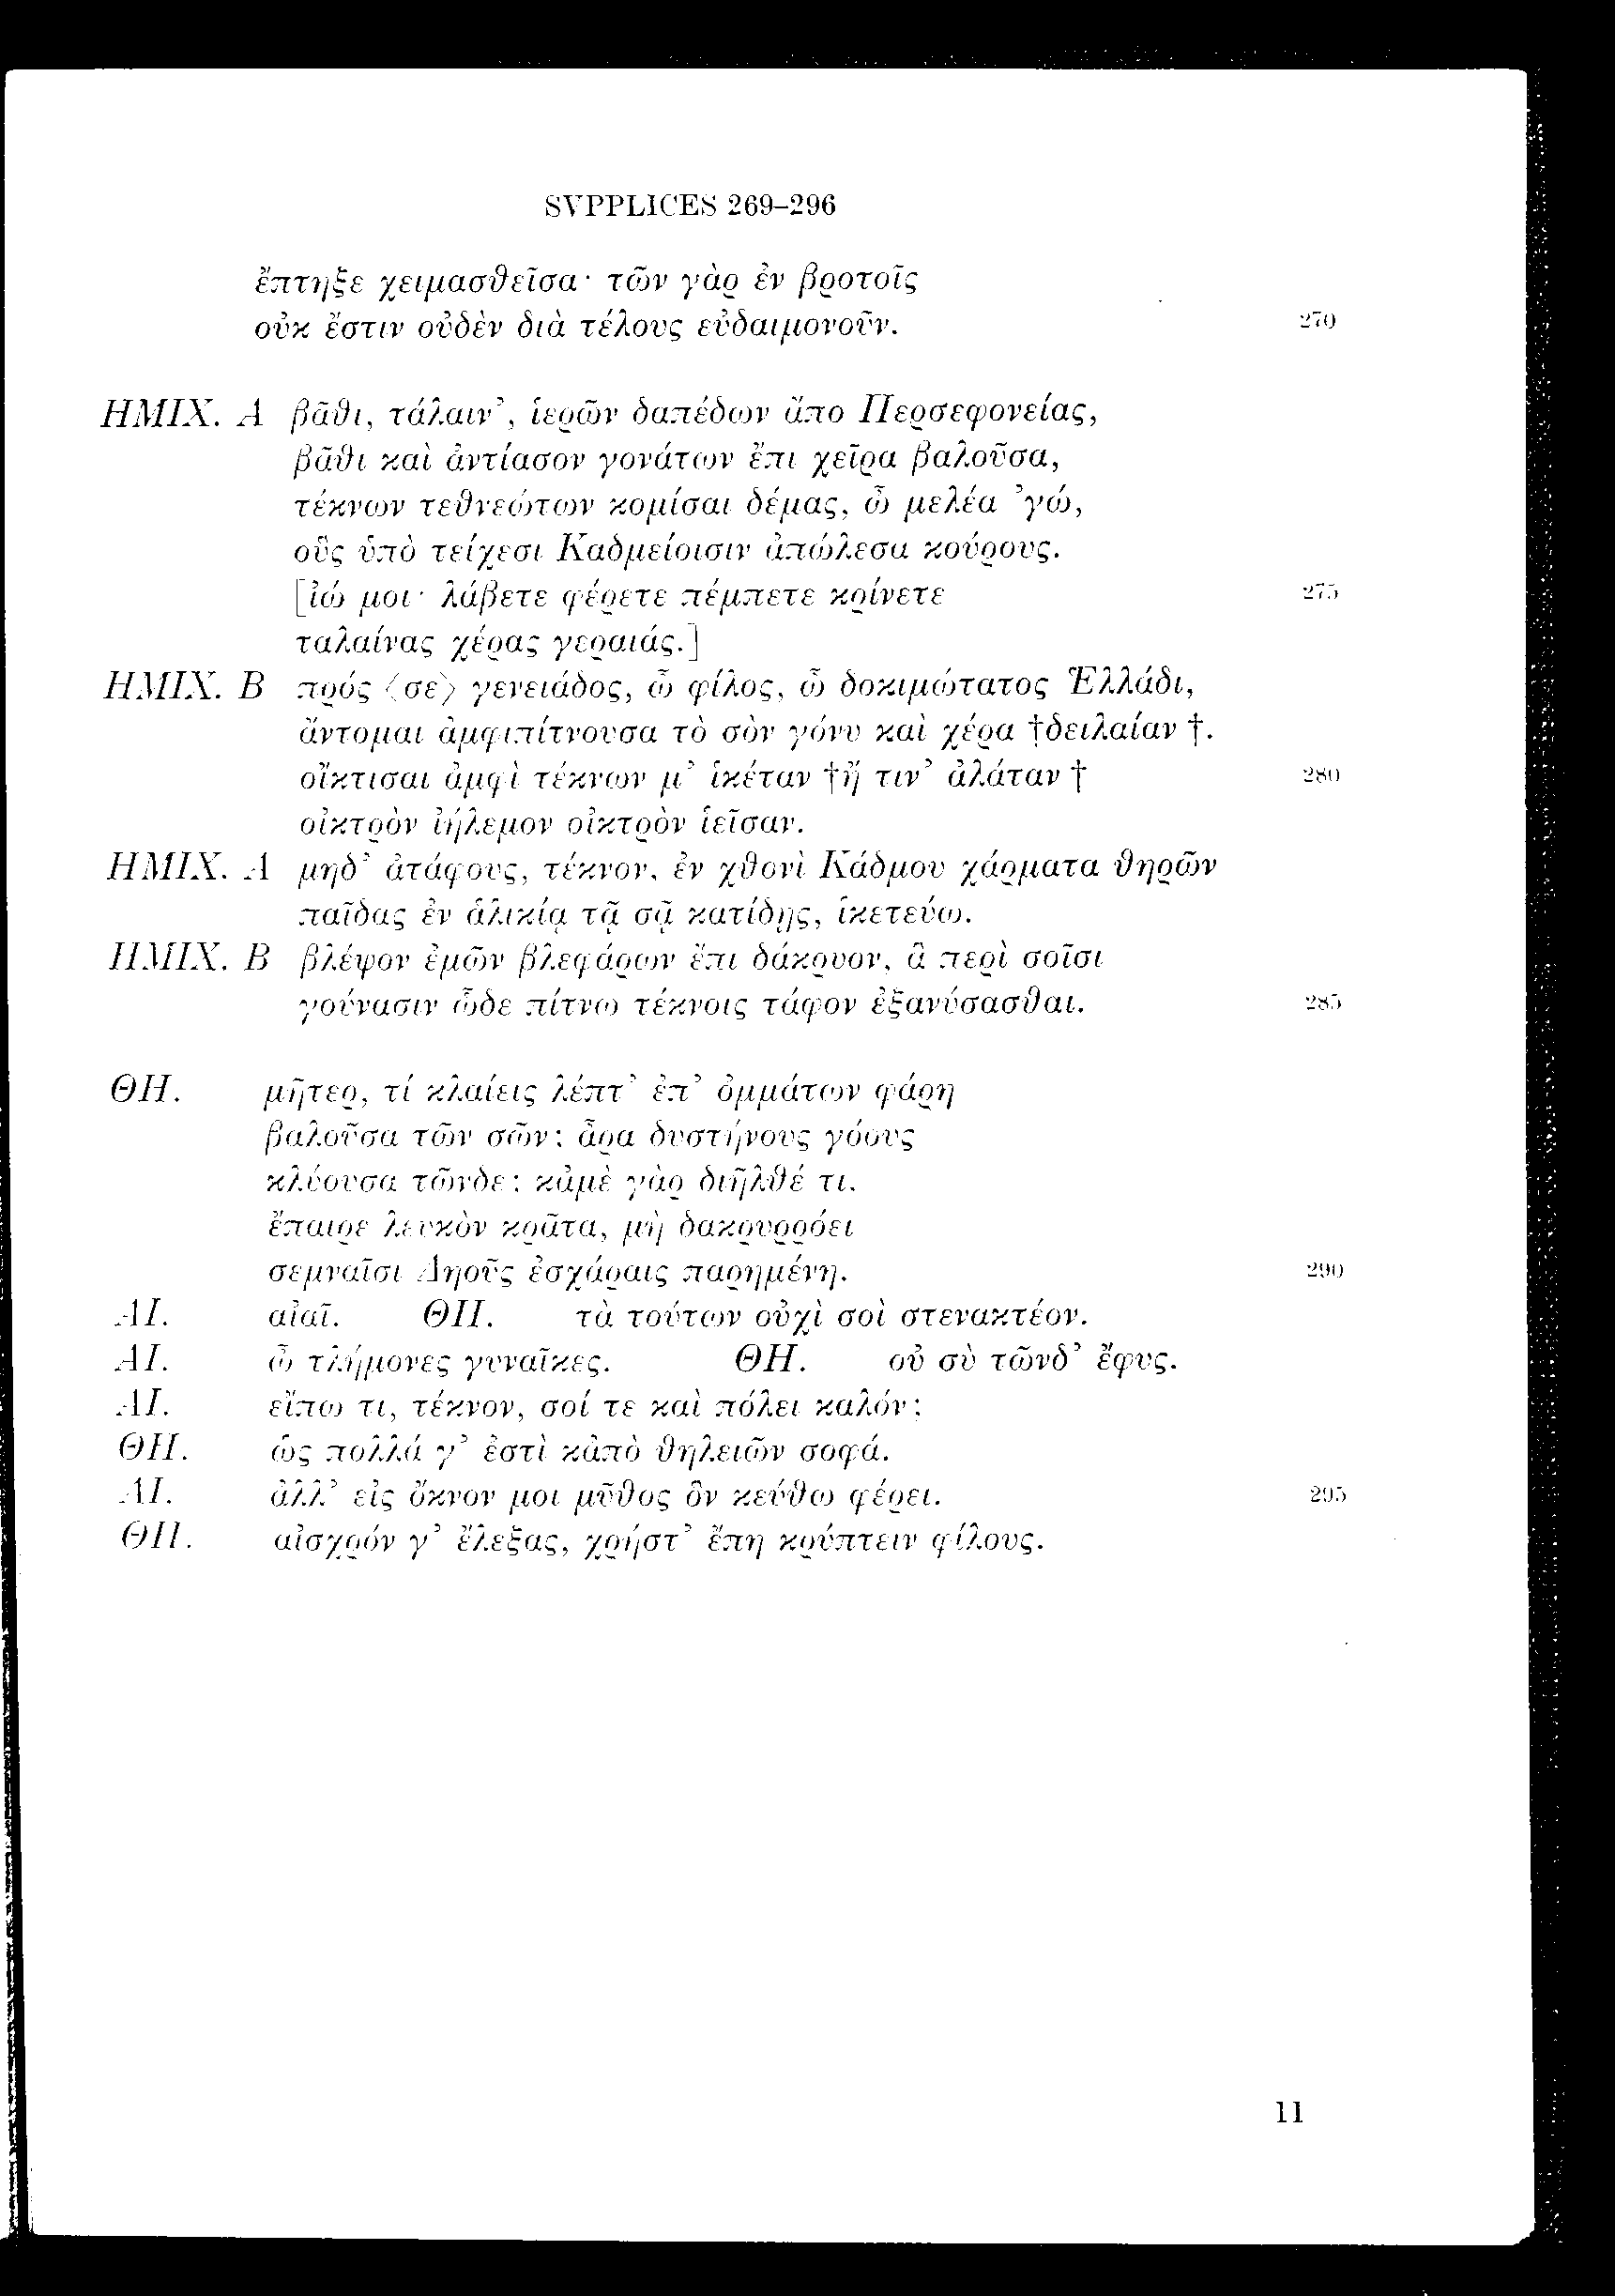 SVPPLICES 269–296
ἔπτηξε χειμασθεῖσα· τῶν γὰρ ἐν βροτοῖς
οὐκ ἔστιν οὐδὲν διὰ τέλους εὐδαιμονοῦν. 270
ΗΜΙΧ. Α βᾶθι, τάλαιν’, ἱερῶν δαπέδων ἄπο Περσεφονείας,
βᾶθι καὶ ἀντίασον γονάτων ἔπι χεῖρα βαλοῦσα,
τέκνων τεθνεώτων κομίσαι δέμας, ὦ μελέα ’γώ,
οὓς ὑπὸ τείχεσι Καδμείοισιν ἀπώλεσα κούρους.
[ἰώ μοι· λάβετε φέρετε πέμπετε κρίνετε 275
ταλαίνας χέρας γεραιάς.]
ΗΜΙΧ. Β πρός ⟨σε⟩ γενειάδος, ὦ φίλος, ὦ δοκιμώτατος Ἑλλάδι,
ἄντομαι ἀμφιπίτνουσα τὸ σὸν γόνυ καὶ χέρα †δειλαίαν†.
οἴκτισαι ἀμφὶ τέκνων μ’ ἱκέταν †ἤ τιν’ ἀλάταν† 280
οἰκτρὸν ἰήλεμον οἰκτρὸν ἱεῖσαν.
ΗΜΙΧ. Α μηδ’ ἀτάφους, τέκνον, ἐν χθονὶ Κάδμου χάρματα θηρῶν
παῖδας ἐν ἁλικίᾳ τᾷ σᾷ κατίδῃς, ἱκετεύω.
ΗΜΙΧ. Β βλέψον ἐμῶν βλεφάρων ἔπι δάκρυον, ἃ περὶ σοῖσι
γούνασιν ὧδε πίτνω τέκνοις τάφον ἐξανύσασθαι. 285
ΘΗ. μῆτερ, τί κλαίεις λέπτ’ ἐπ’ ὀμμάτων φάρη
βαλοῦσα τῶν σῶν; ἆρα δυστήνους γόους
κλύουσα τῶνδε; κἀμὲ γὰρ διῆλθέ τι.
ἔπαιρε λευκὸν κρᾶτα, μὴ δακρυρρόει
σεμναῖσι Δηοῦς ἐσχάραις παρημένη. 290
ΑΙ. αἰαῖ. ΘΗ. τὰ τούτων οὐχὶ σοὶ στενακτέον.
ΑΙ. ὦ τλήμονες γυναῖκες. ΘΗ. οὐ σὺ τῶνδ’ ἔφυς.
ΑΙ. εἴπω τι, τέκνον, σοί τε καὶ πόλει καλόν;
ΘΗ. ὡς πολλά γ’ ἐστὶ κἀπὸ θηλειῶν σοφά.
ΑΙ. ἀλλ’ εἰς ὄκνον μοι μῦθος ὃν κεύθω φέρει. 295
ΘΗ. αἰσχρόν γ’ ἔλεξας, χρήστ’ ἔπη κρύπτειν φίλους.
11